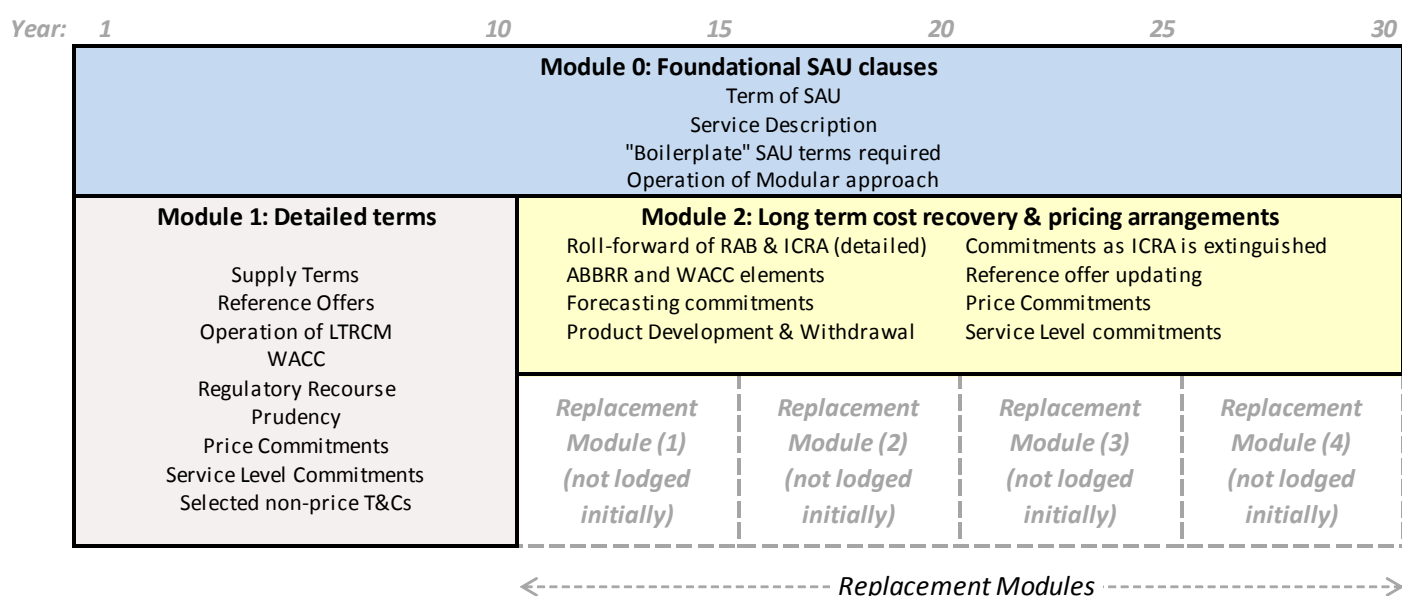 Year: 1 10 15 20 25 30
Module 0: Foundational SAU clauses
Term of SAU
Service Description
"Boilerplate" SAU terms required
Operation of Modular approach
Module 1: Detailed terms
Supply Terms
Reference Offers
Operation of LTRCM
WACC
Regulatory Recourse
Prudency
Price Commitments
Service Level Commitments
Selected non-price T&Cs
Module 2: Long term cost recovery & pricing arrangements
Roll-forward of RAB & ICRA (detailed)
ABBRR and WACC elements
Forecasting commitments
Product Development & Withdrawal
Commitments as ICRA is extinguished
Reference offer updating
Price Commitments
Service Level commitments
Replacement
Module (1)
(not lodged
initially)
Replacement
Module (2)
(not lodged
initially)
Replacement
Module (3)
(not lodged
initially)
Replacement
Module (4)
(not lodged
initially)
Replacement Modules